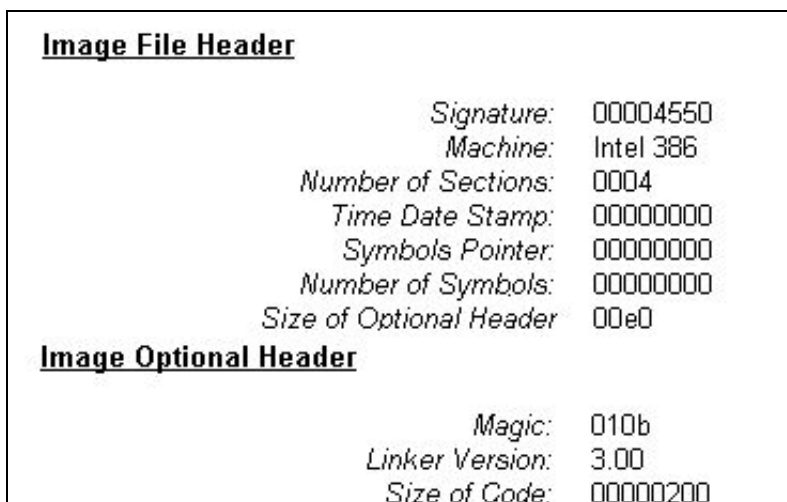 Image File Header
Signature: 00004550
Machine: Intel 386
Number of Sections: 0004
Time Date Stamp: 00000000
Symbols Pointer: 00000000
Number of Symbols: 00000000
Size of Optional Header 00e0
Image Optional Header
Magic: 010b
Linker Version: 3.00
Size of Code: 00000200